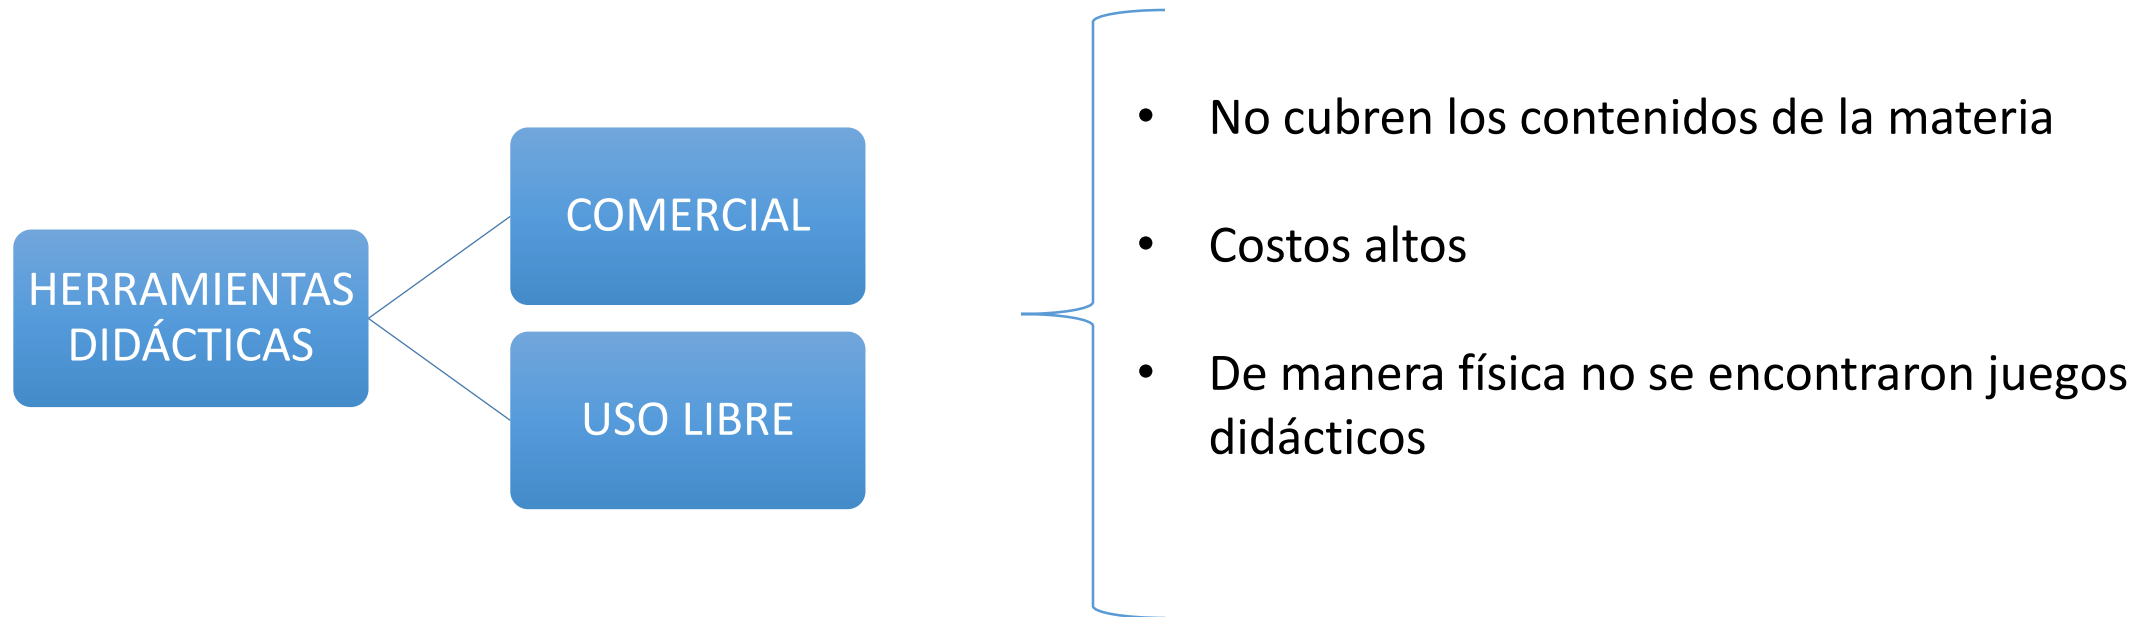 HERRAMIENTAS
DIDÁCTICAS
COMERCIAL
USO LIBRE
• No cubren los contenidos de la materia
• Costos altos
• De manera física no se encontraron juegos
didácticos